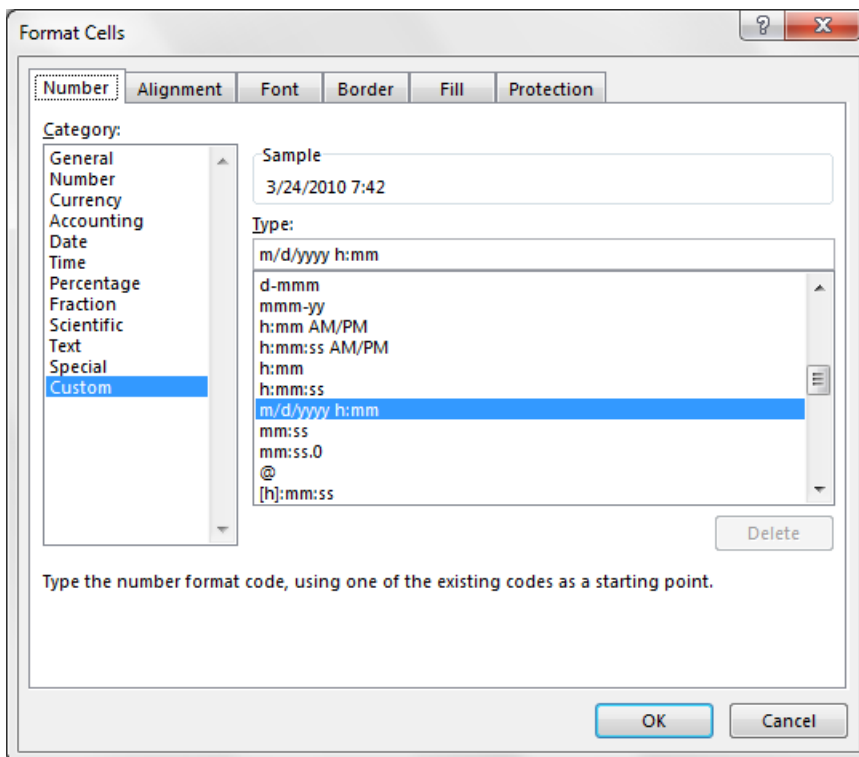 Format Cells
Number Alignment Font Border Fill Protection
Category:
General
Number
Currency
Accounting
Date
Time
Percentage
Fraction
Scientific
Text
Special
Custom
Sample
3/24/2010 7:42
Type:
m/d/yyyy h:mm
d-mmm
mmm-yy
h:mm AM/PM
h:mm:ss AM/PM
h:mm
h:mm:ss
m/d/yyyy h:mm
mm:ss
mm:ss.0
@
[h]:mm:ss
Delete
Type the number format code, using one of the existing codes as a starting point.
OK Cancel